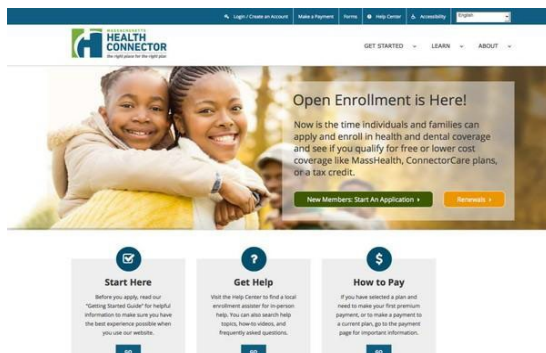 Login / Create an Account
Make a Payment
Forms
Help Center
Accessibility
English
MASSACHUSETTS
HEALTH
CONNECTOR
the right place for the right plan
GET STARTED
LEARN
ABOUT
Open Enrollment is Here!
Now is the time individuals and families can
apply and enroll in health and dental coverage
and see if you qualify for free or lower cost
coverage like MassHealth, ConnectorCare plans,
or a tax credit.
New Members: Start An Application
Renewals
Start Here
Before you apply, read our
"Getting Started Guide" for helpful
information to make sure you have
the best experience possible when
you use our website.
GO
?
Get Help
Visit the Help Center to find a local
enrollment assister for in-person
help. You can also search help
topics, how-to videos, and
frequently asked questions.
GO
$
How to Pay
If you have selected a plan and
need to make your first premium
payment, or to make a payment to
a current plan, go to the payment
page for important information.
GO